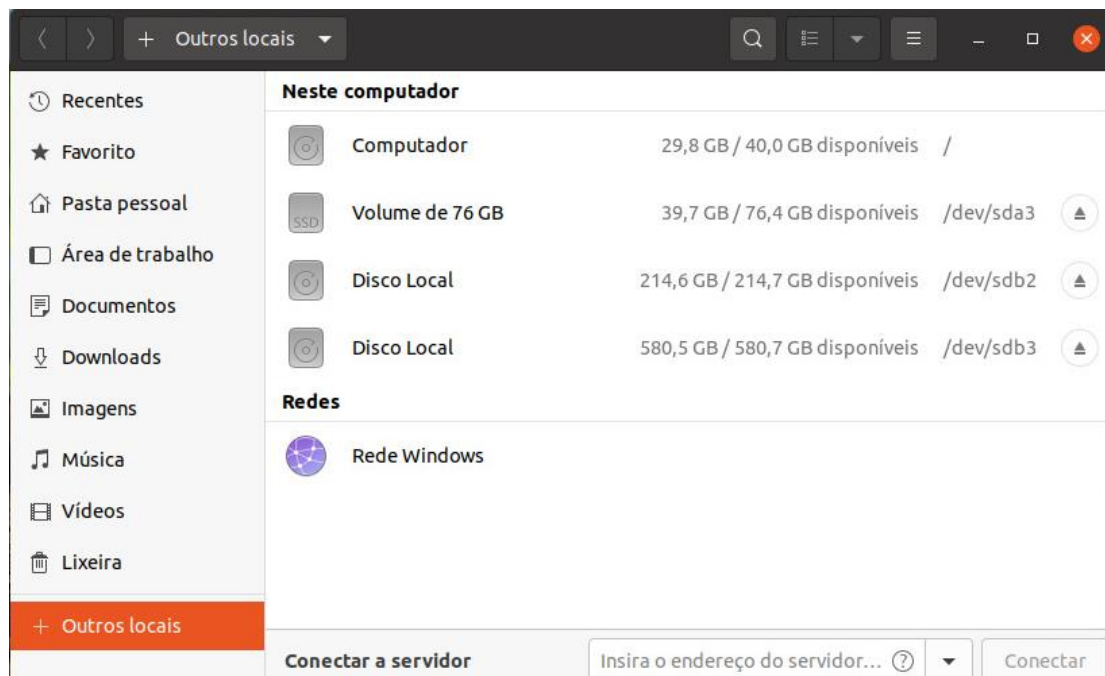 + Outros locais
Recentes
Favorito
Pasta pessoal
Área de trabalho
Documentos
Downloads
Imagens
Música
Vídeos
Lixeira
+ Outros locais
Neste computador
Computador 29,8 GB / 40,0 GB disponíveis /
SSD Volume de 76 GB 39,7 GB / 76,4 GB disponíveis /dev/sda3
Disco Local 214,6 GB / 214,7 GB disponíveis /dev/sdb2
Disco Local 580,5 GB / 580,7 GB disponíveis /dev/sdb3
Redes
Rede Windows
Conectar a servidor Insira o endereço do servidor... ? Conectar